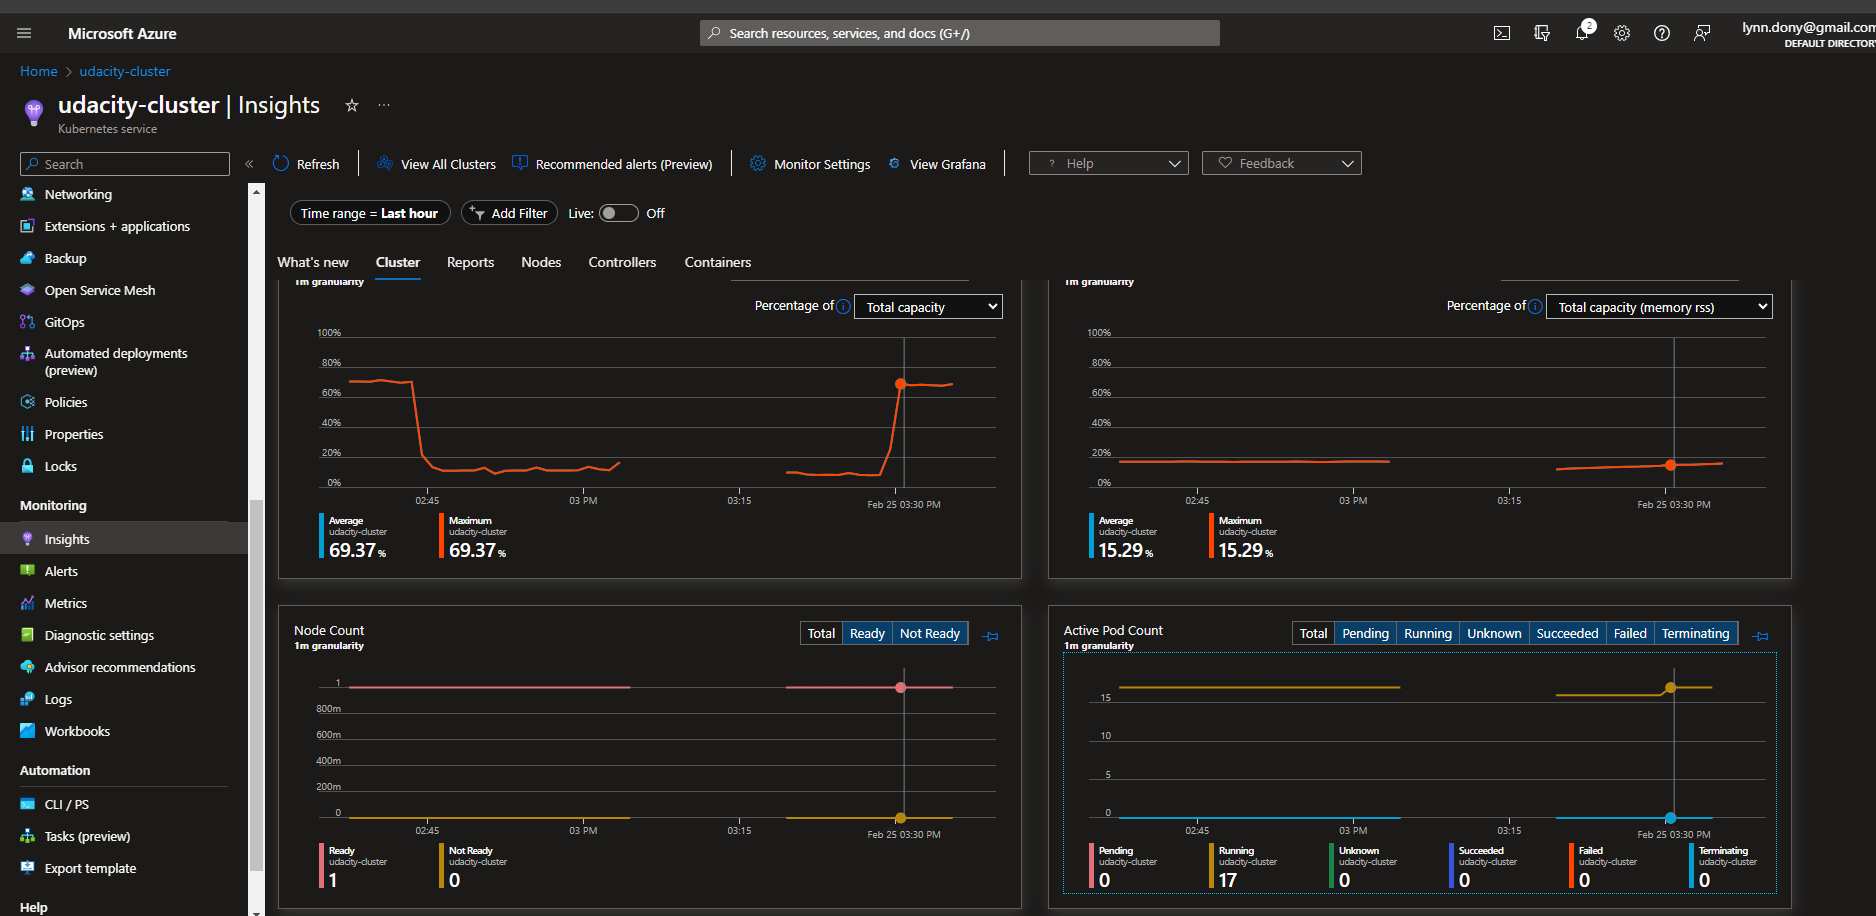 Microsoft Azure
Search resources, services, and docs (G+/)
2
lynn.dony@gmail.com
DEFAULT DIRECTORY
Home > udacity-cluster
udacity-cluster | Insights
Kubernetes service
Search
Refresh
View All Clusters
Recommended alerts (Preview)
Monitor Settings
View Grafana
Help
Feedback
Networking
Extensions + applications
Backup
Open Service Mesh
GitOps
Automated deployments
(preview)
Policies
Properties
Locks
Monitoring
Insights
Alerts
Metrics
Diagnostic settings
Advisor recommendations
Logs
Workbooks
Automation
CLI / PS
Tasks (preview)
Export template
Help
Time range = Last hour
Add Filter
Live: Off
What's new Cluster Reports Nodes Controllers Containers
1m granularity
Percentage of Total capacity
100%
80%
60%
40%
20%
0%
02:45 03 PM 03:15 Feb 25 03:30 PM
Average Maximum
udacity-cluster udacity-cluster
69.37 % 69.37 %
1m granularity
Percentage of Total capacity (memory rss)
100%
80%
60%
40%
20%
0%
02:45 03 PM 03:15 Feb 25 03:30 PM
Average Maximum
udacity-cluster udacity-cluster
15.29 % 15.29 %
Node Count Total Ready Not Ready
1m granularity
1
800m
600m
400m
200m
0
02:45 03 PM 03:15 Feb 25 03:30 PM
Ready Not Ready
udacity-cluster udacity-cluster
1 0
Active Pod Count Total Pending Running Unknown Succeeded Failed Terminating
1m granularity
15
10
5
0
02:45 03 PM 03:15 Feb 25 03:30 PM
Pending Running Unknown Succeeded Failed Terminating
udacity-cluster udacity-cluster udacity-cluster udacity-cluster udacity-cluster udacity-cluster
0 17 0 0 0 0